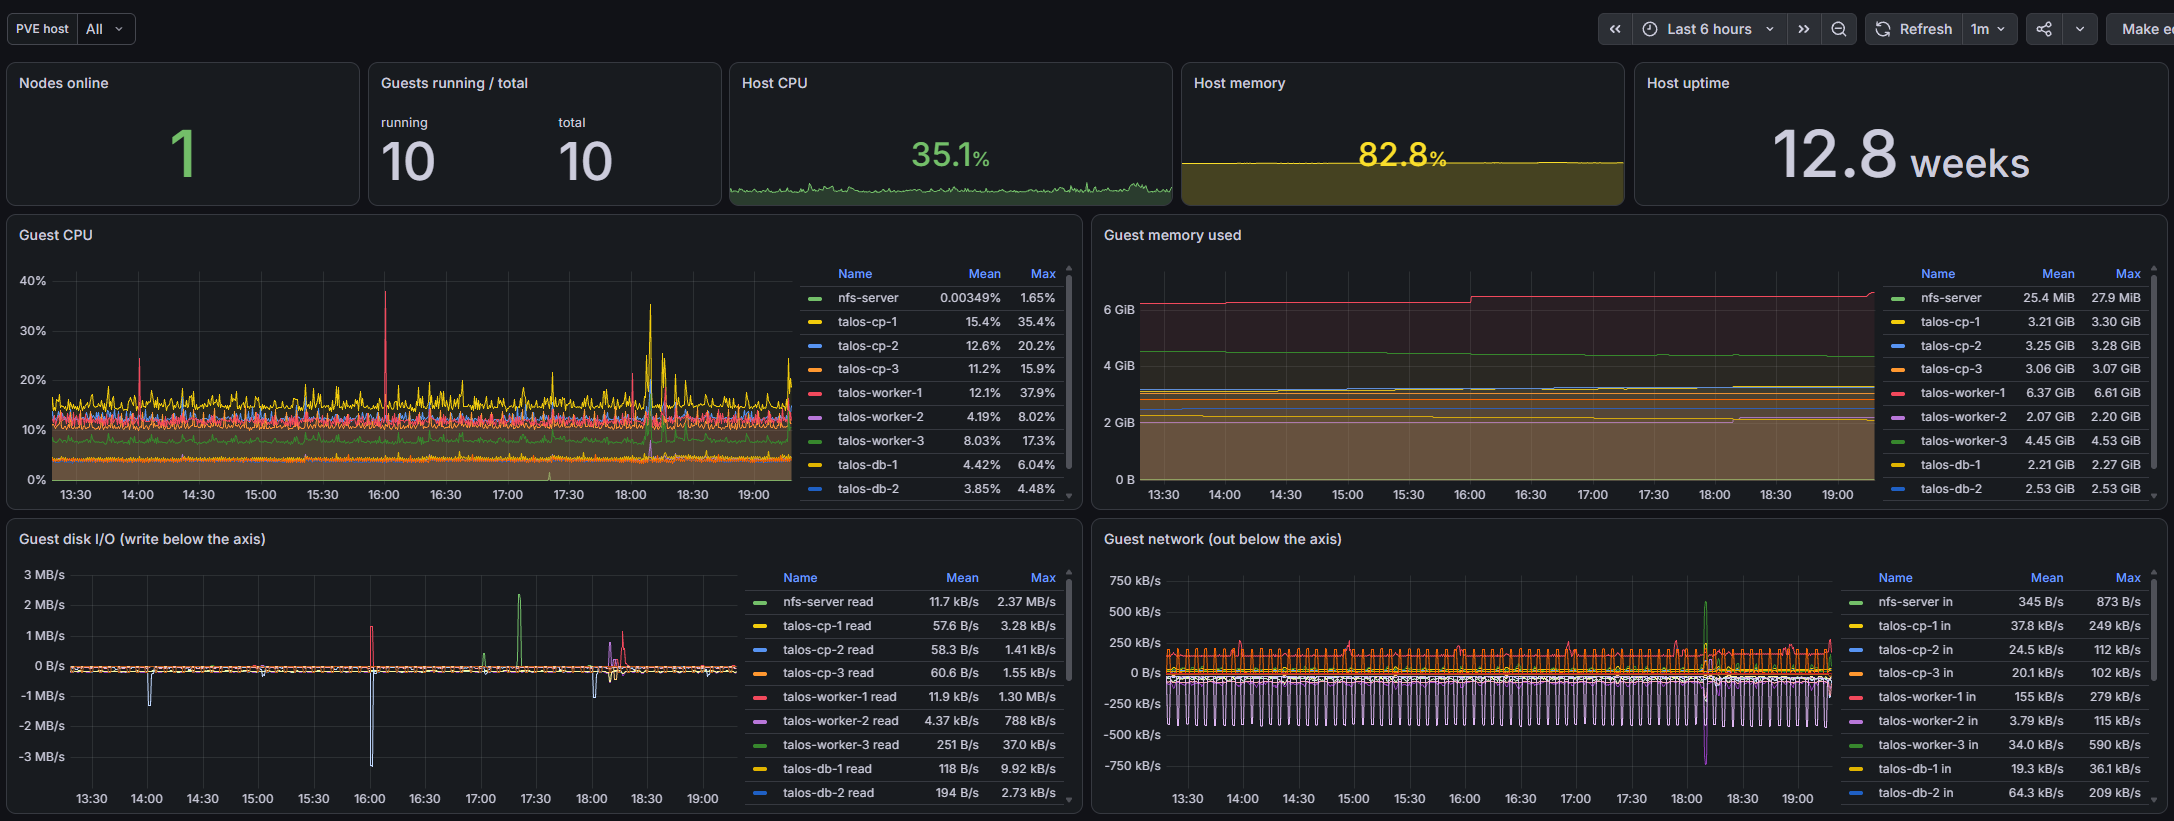 PVE host All
Last 6 hours
Refresh 1m
Make ed
Nodes online
1
Guests running / total
running total
10 10
Host CPU
35.1%
Host memory
82.8%
Host uptime
12.8 weeks
Guest CPU
40%
30%
20%
10%
0%
13:30 14:00 14:30 15:00 15:30 16:00 16:30 17:00 17:30 18:00 18:30 19:00
Name Mean Max
nfs-server 0.00349% 1.65%
talos-cp-1 15.4% 35.4%
talos-cp-2 12.6% 20.2%
talos-cp-3 11.2% 15.9%
talos-worker-1 12.1% 37.9%
talos-worker-2 4.19% 8.02%
talos-worker-3 8.03% 17.3%
talos-db-1 4.42% 6.04%
talos-db-2 3.85% 4.48%
Guest memory used
6 GiB
4 GiB
2 GiB
0 B
13:30 14:00 14:30 15:00 15:30 16:00 16:30 17:00 17:30 18:00 18:30 19:00
Name Mean Max
nfs-server 25.4 MiB 27.9 MiB
talos-cp-1 3.21 GiB 3.30 GiB
talos-cp-2 3.25 GiB 3.28 GiB
talos-cp-3 3.06 GiB 3.07 GiB
talos-worker-1 6.37 GiB 6.61 GiB
talos-worker-2 2.07 GiB 2.20 GiB
talos-worker-3 4.45 GiB 4.53 GiB
talos-db-1 2.21 GiB 2.27 GiB
talos-db-2 2.53 GiB 2.53 GiB
Guest disk I/O (write below the axis)
3 MB/s
2 MB/s
1 MB/s
0 B/s
-1 MB/s
-2 MB/s
-3 MB/s
13:30 14:00 14:30 15:00 15:30 16:00 16:30 17:00 17:30 18:00 18:30 19:00
Name Mean Max
nfs-server read 11.7 kB/s 2.37 MB/s
talos-cp-1 read 57.6 B/s 3.28 kB/s
talos-cp-2 read 58.3 B/s 1.41 kB/s
talos-cp-3 read 60.6 B/s 1.55 kB/s
talos-worker-1 read 11.9 kB/s 1.30 MB/s
talos-worker-2 read 4.37 kB/s 788 kB/s
talos-worker-3 read 251 B/s 37.0 kB/s
talos-db-1 read 118 B/s 9.92 kB/s
talos-db-2 read 194 B/s 2.73 kB/s
Guest network (out below the axis)
750 kB/s
500 kB/s
250 kB/s
0 B/s
-250 kB/s
-500 kB/s
-750 kB/s
13:30 14:00 14:30 15:00 15:30 16:00 16:30 17:00 17:30 18:00 18:30 19:00
Name Mean Max
nfs-server in 345 B/s 873 B/s
talos-cp-1 in 37.8 kB/s 249 kB/s
talos-cp-2 in 24.5 kB/s 112 kB/s
talos-cp-3 in 20.1 kB/s 102 kB/s
talos-worker-1 in 155 kB/s 279 kB/s
talos-worker-2 in 3.79 kB/s 115 kB/s
talos-worker-3 in 34.0 kB/s 590 kB/s
talos-db-1 in 19.3 kB/s 36.1 kB/s
talos-db-2 in 64.3 kB/s 209 kB/s